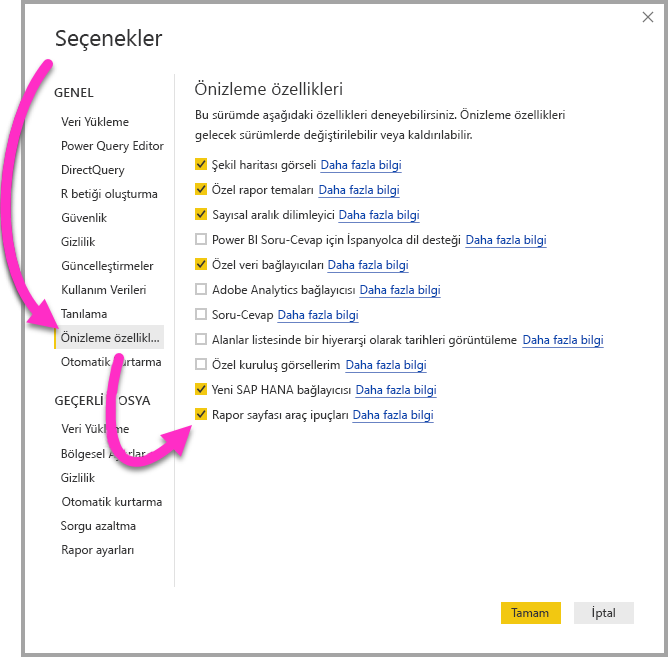 Seçenekler
GENEL
Veri Yükleme
Power Query Editor
DirectQuery
R betiği oluşturma
Güvenlik
Gizlilik
Güncelleştirmeler
Kullanım Verileri
Tanılama
Önizleme özellikl...
Otomatik kurtarma
GEÇERLİ DOSYA
Veri Yükleme
Bölgesel Ayarlar
Gizlilik
Otomatik kurtarma
Sorgu azaltma
Rapor ayarları
Önizleme özellikleri
Bu sürümde aşağıdaki özellikleri deneyebilirsiniz. Önizleme özellikleri
gelecek sürümlerde değiştirilebilir veya kaldırılabilir.
Şekil haritası görseli Daha fazla bilgi
Özel rapor temaları Daha fazla bilgi
Sayısal aralık dilimleyici Daha fazla bilgi
Power BI Soru-Cevap için İspanyolca dil desteği Daha fazla bilgi
Özel veri bağlayıcıları Daha fazla bilgi
Adobe Analytics bağlayıcısı Daha fazla bilgi
Soru-Cevap Daha fazla bilgi
Alanlar listesinde bir hiyerarşi olarak tarihleri görüntüleme Daha fazla bilgi
Özel kuruluş görsellerim Daha fazla bilgi
Yeni SAP HANA bağlayıcısı Daha fazla bilgi
Rapor sayfası araç ipuçları Daha fazla bilgi
Tamam
İptal